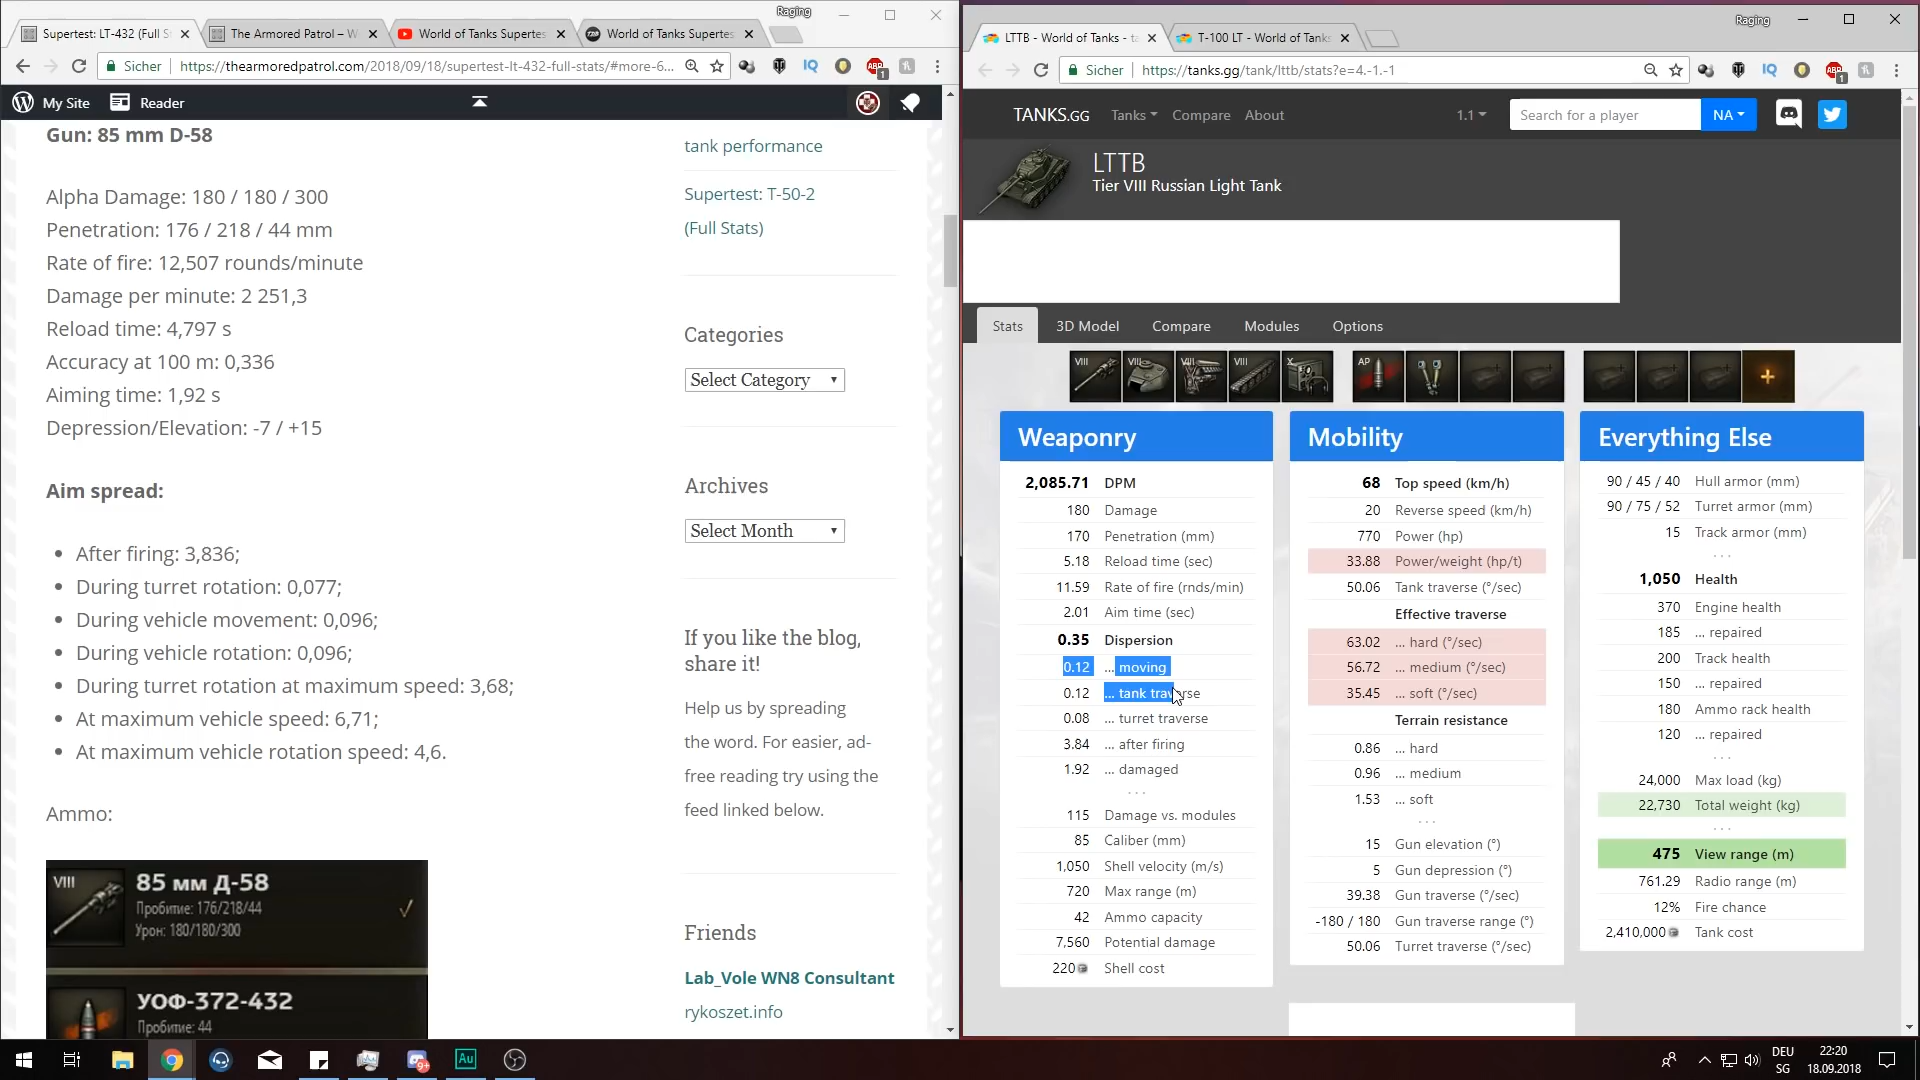 Raging
Supertest: LT-432 (Full S
The Armored Patrol – W
World of Tanks Supertes
World of Tanks Supertes
Sicher
https://thearmoredpatrol.com/2018/09/18/supertest-lt-432-full-stats/#more-6...
My Site
Reader
Gun: 85 mm D-58
Alpha Damage: 180 / 180 / 300
Penetration: 176 / 218 / 44 mm
Rate of fire: 12,507 rounds/minute
Damage per minute: 2 251,3
Reload time: 4,797 s
Accuracy at 100 m: 0,336
Aiming time: 1,92 s
Depression/Elevation: -7 / +15
Aim spread:
• After firing: 3,836;
• During turret rotation: 0,077;
• During vehicle movement: 0,096;
• During vehicle rotation: 0,096;
• During turret rotation at maximum speed: 3,68;
• At maximum vehicle speed: 6,71;
• At maximum vehicle rotation speed: 4,6.
Ammo:
VIII
85 мм Д-58
Пробитие: 176/218/44
Урон: 180/180/300
УОФ-372-432
Пробитие: 44
tank performance
Supertest: T-50-2
(Full Stats)
Categories
Select Category
Archives
Select Month
If you like the blog,
share it!
Help us by spreading
the word. For easier, ad-
free reading try using the
feed linked below.
Friends
Lab_Vole WN8 Consultant
rykoszet.info
Raging
LTTB - World of Tanks - ta
T-100 LT - World of Tanks
Sicher
https://tanks.gg/tank/lttb/stats?e=4.-1.-1
TANKS.GG
Tanks
Compare
About
1.1
Search for a player
NA
LTTB
Tier VIII Russian Light Tank
Stats
3D Model
Compare
Modules
Options
VIII
VIII
VIII
VIII
X
AP
Weaponry
2,085.71 DPM
180 Damage
170 Penetration (mm)
5.18 Reload time (sec)
11.59 Rate of fire (rnds/min)
2.01 Aim time (sec)
0.35 Dispersion
0.12 ... moving
0.12 ... tank traverse
0.08 ... turret traverse
3.84 ... after firing
1.92 ... damaged
...
115 Damage vs. modules
85 Caliber (mm)
1,050 Shell velocity (m/s)
720 Max range (m)
42 Ammo capacity
7,560 Potential damage
220 Shell cost
Mobility
68 Top speed (km/h)
20 Reverse speed (km/h)
770 Power (hp)
33.88 Power/weight (hp/t)
50.06 Tank traverse (°/sec)
Effective traverse
63.02 ... hard (°/sec)
56.72 ... medium (°/sec)
35.45 ... soft (°/sec)
Terrain resistance
0.86 ... hard
0.96 ... medium
1.53 ... soft
...
15 Gun elevation (°)
5 Gun depression (°)
39.38 Gun traverse (°/sec)
-180 / 180 Gun traverse range (°)
50.06 Turret traverse (°/sec)
Everything Else
90 / 45 / 40 Hull armor (mm)
90 / 75 / 52 Turret armor (mm)
15 Track armor (mm)
...
1,050 Health
370 Engine health
185 ... repaired
200 Track health
150 ... repaired
180 Ammo rack health
120 ... repaired
...
24,000 Max load (kg)
22,730 Total weight (kg)
...
475 View range (m)
761.29 Radio range (m)
12% Fire chance
2,410,000 Tank cost
9+
Au
DEU
SG
22:20
18.09.2018